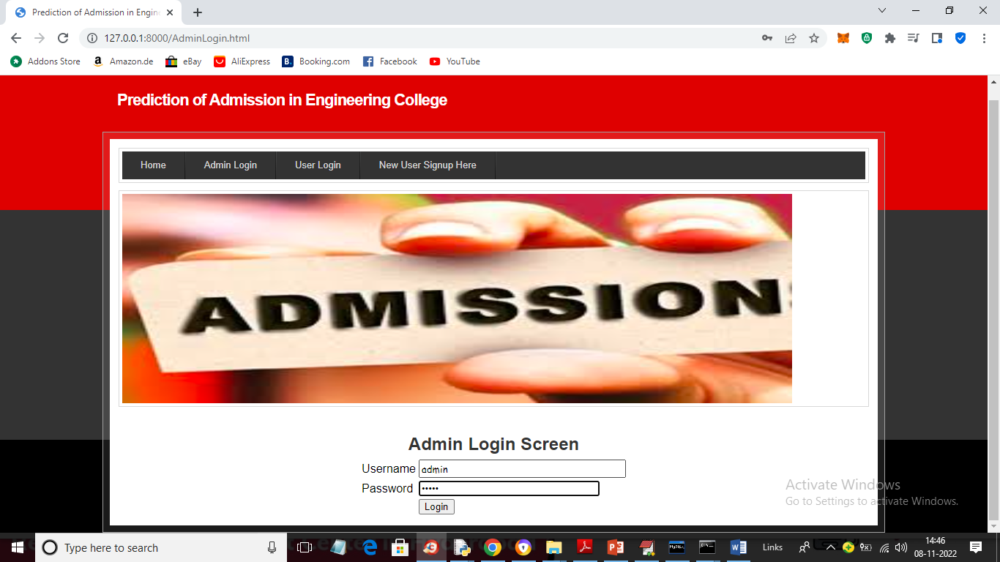 Prediction of Admission in Engine
127.0.0.1:8000/AdminLogin.html
Addons Store Amazon.de eBay AliExpress Booking.com Facebook YouTube
Prediction of Admission in Engineering College
Home Admin Login User Login New User Signup Here
ADMISSION
Admin Login Screen
Username admin
Password •••••
Login
Activate Windows
Go to Settings to activate Windows.
Type here to search
Links
14:46
08-11-2022